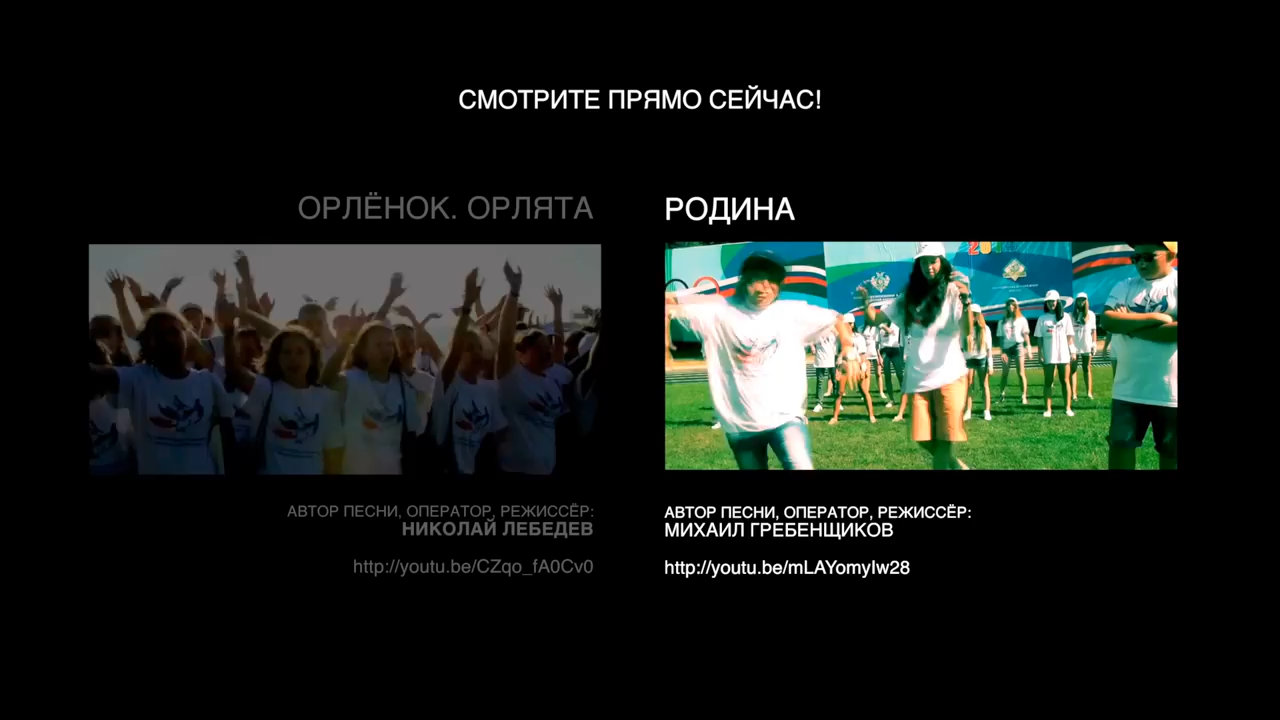 СМОТРИТЕ ПРЯМО СЕЙЧАС!
ОРЛЁНОК. ОРЛЯТА
АВТОР ПЕСНИ, ОПЕРАТОР, РЕЖИССЁР:
НИКОЛАЙ ЛЕБЕДЕВ
http://youtu.be/CZqo_fA0Cv0
РОДИНА
АВТОР ПЕСНИ, ОПЕРАТОР, РЕЖИССЁР:
МИХАИЛ ГРЕБЕНЩИКОВ
http://youtu.be/mLAYomyIw28